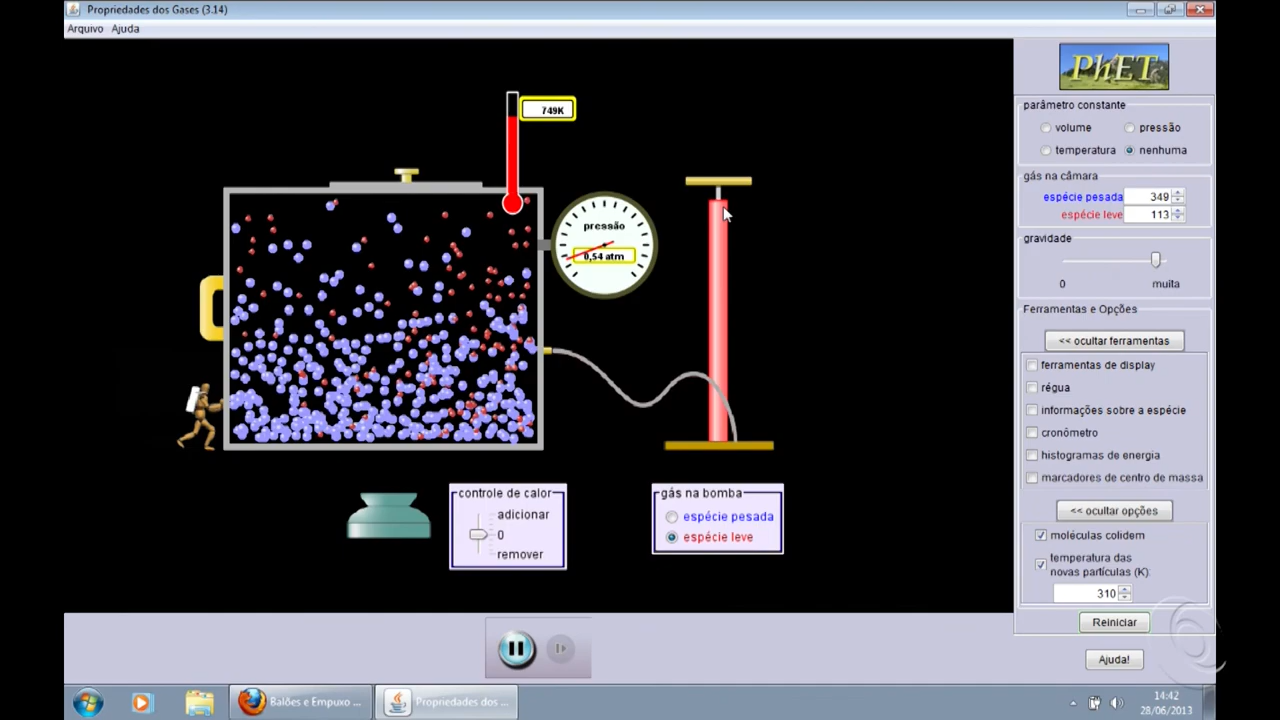 Propriedades dos Gases (3.14)
Arquivo Ajuda
PhET
749K
parâmetro constante
volume pressão
temperatura nenhuma
gás na câmara
espécie pesada 349
espécie leve 113
pressão
0,54 atm
gravidade
0 muita
Ferramentas e Opções
<< ocultar ferramentas
ferramentas de display
régua
informações sobre a espécie
cronômetro
histogramas de energia
marcadores de centro de massa
<< ocultar opções
moléculas colidem
temperatura das
novas partículas (K):
310
controle de calor
adicionar
0
remover
gás na bomba
espécie pesada
espécie leve
Reiniciar
Ajuda!
Balões e Empuxo ...
Propriedades dos ...
14:42
28/06/2013